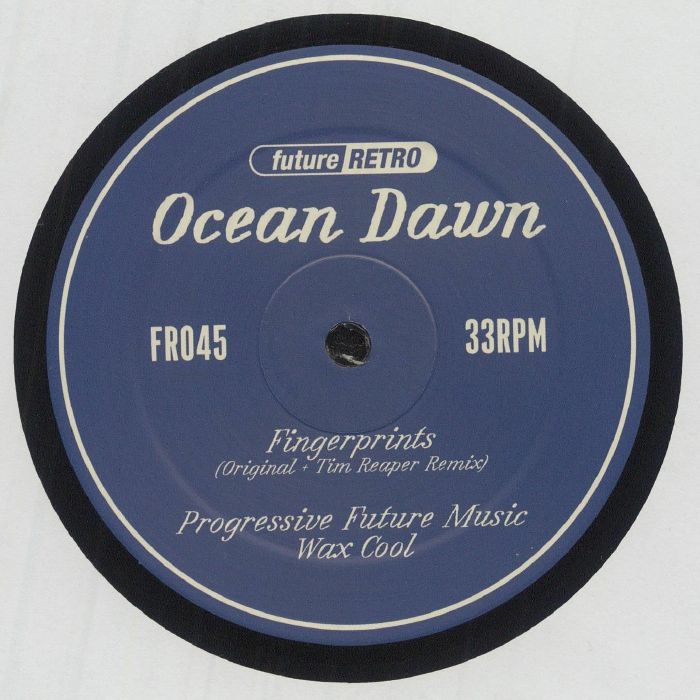 future RETRO
Ocean Dawn
FR045
33RPM
Fingerprints
(Original + Tim Reaper Remix)
Progressive Future Music
Wax Cool